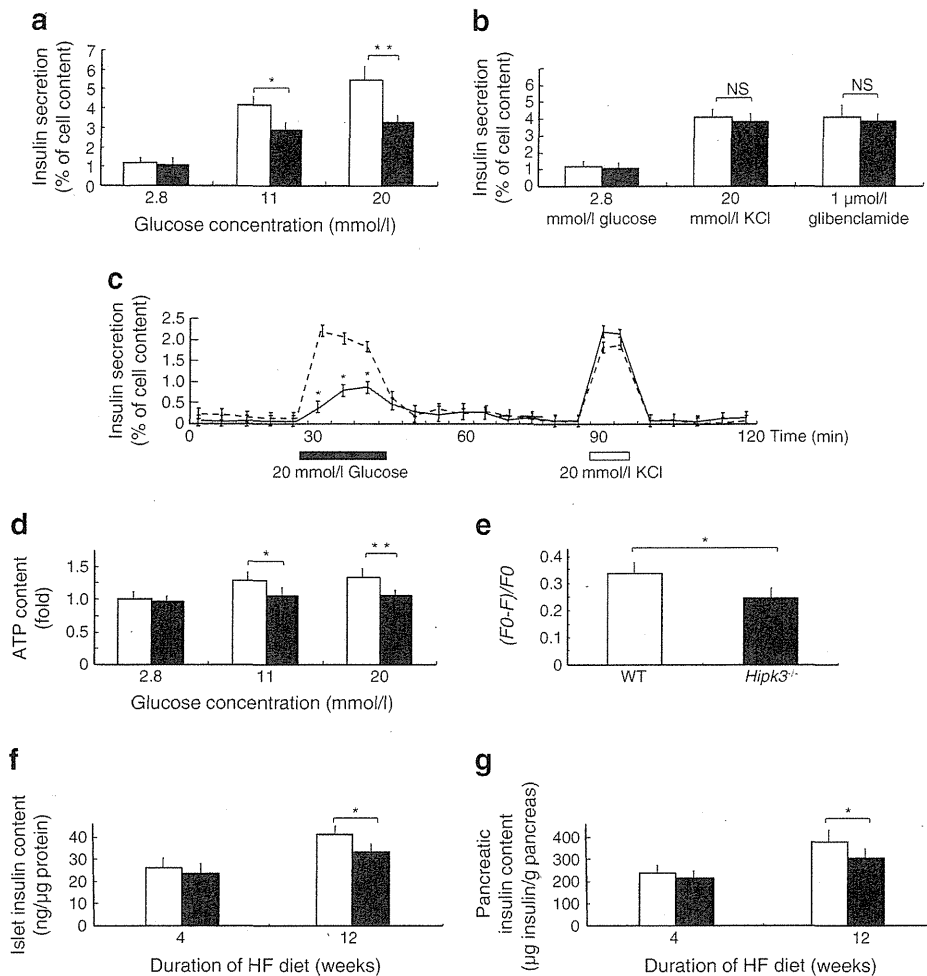 a
Insulin secretion
(% of cell content)
7
6
5
4
3
2
1
0
*
* *
2.8 11 20
Glucose concentration (mmol/l)
b
Insulin secretion
(% of cell content)
6
5
4
3
2
1
0
NS NS
2.8 20 1 µmol/l
mmol/l glucose mmol/l KCl glibenclamide
c
Insulin secretion
(% of cell content)
2.5
2.0
1.5
1.0
0.5
0
* * *
0 30 60 90 120 Time (min)
20 mmol/l Glucose 20 mmol/l KCl
d
ATP content
(fold)
1.5
1.0
0.5
0
*
* *
2.8 11 20
Glucose concentration (mmol/l)
e
(F0-F)/F0
0.4
0.3
0.2
0.1
0
*
WT Hipk3-/-
f
Islet insulin content
(ng/µg protein)
40
30
20
10
0
*
4 12
Duration of HF diet (weeks)
g
Pancreatic
insulin content
(µg insulin/g pancreas)
400
300
200
100
0
*
4 12
Duration of HF diet (weeks)